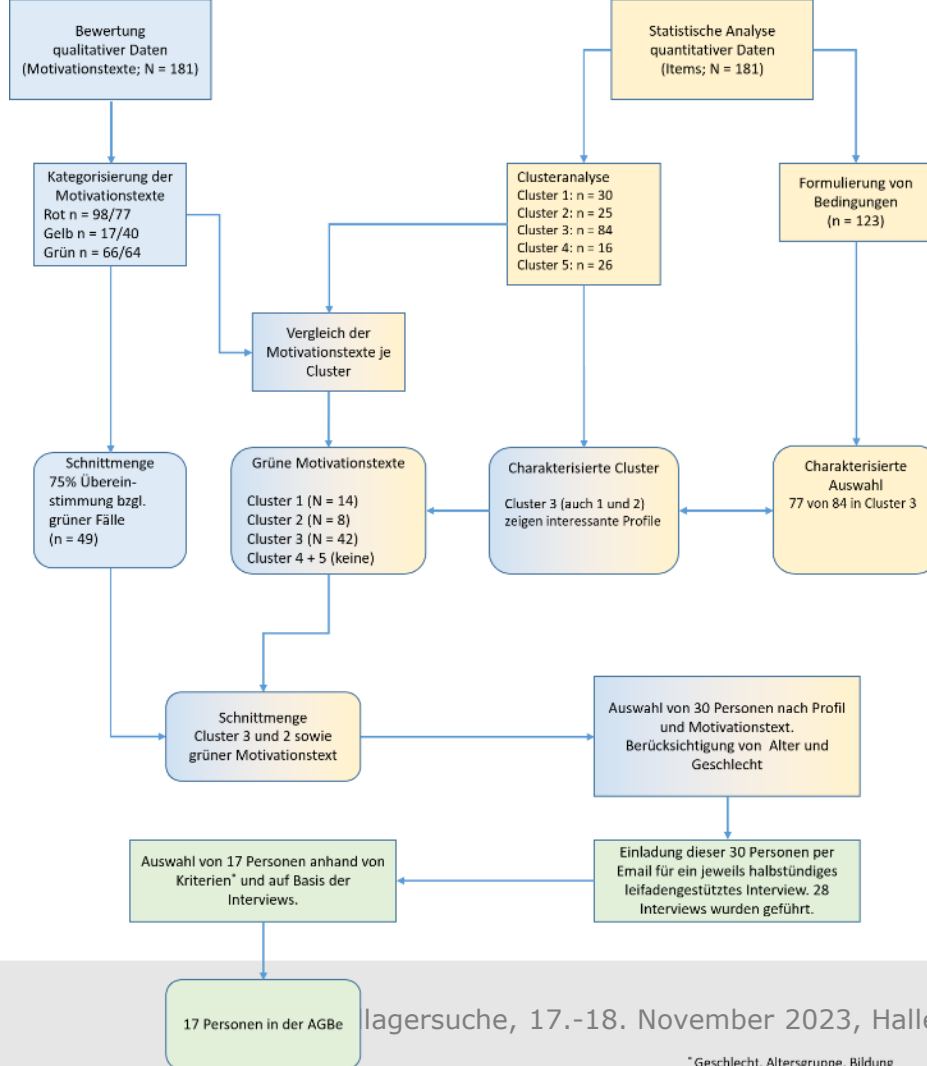 Bewertung
qualitativer Daten
(Motivationstexte; N = 181)
Statistische Analyse
quantitativer Daten
(Items; N = 181)
Kategorisierung der
Motivationstexte
Rot n = 98/77
Gelb n = 17/40
Grün n = 66/64
Clusteranalyse
Cluster 1: n = 30
Cluster 2: n = 25
Cluster 3: n = 84
Cluster 4: n = 16
Cluster 5: n = 26
Formulierung von
Bedingungen
(n = 123)
Vergleich der
Motivationstexte je
Cluster
Schnittmenge
75% Überein-
stimmung bzgl.
grüner Fälle
(n = 49)
Grüne Motivationstexte
Cluster 1 (N = 14)
Cluster 2 (N = 8)
Cluster 3 (N = 42)
Cluster 4 + 5 (keine)
Charakterisierte Cluster
Cluster 3 (auch 1 und 2)
zeigen interessante Profile
Charakterisierte
Auswahl
77 von 84 in Cluster 3
Schnittmenge
Cluster 3 und 2 sowie
grüner Motivationstext
Auswahl von 30 Personen nach Profil
und Motivationstext.
Berücksichtigung von Alter und
Geschlecht
Auswahl von 17 Personen anhand von
Kriterien* und auf Basis der
Interviews.
Einladung dieser 30 Personen per
Email für ein jeweils halbstündiges
leifadengestütztes Interview. 28
Interviews wurden geführt.
17 Personen in der AGBe
lagersuche, 17.-18. November 2023, Halle
* Geschlecht, Altersgruppe, Bildung